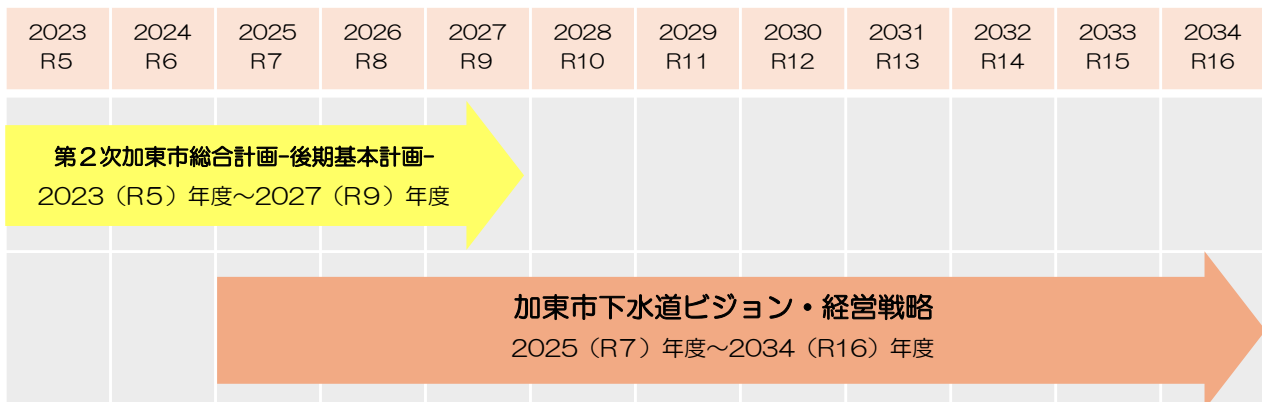 2023 2024 2025 2026 2027 2028 2029 2030 2031 2032 2033 2034
R5 R6 R7 R8 R9 R10 R11 R12 R13 R14 R15 R16
第２次加東市総合計画-後期基本計画-
2023（R5）年度～2027（R9）年度
加東市下水道ビジョン・経営戦略
2025（R7）年度～2034（R16）年度